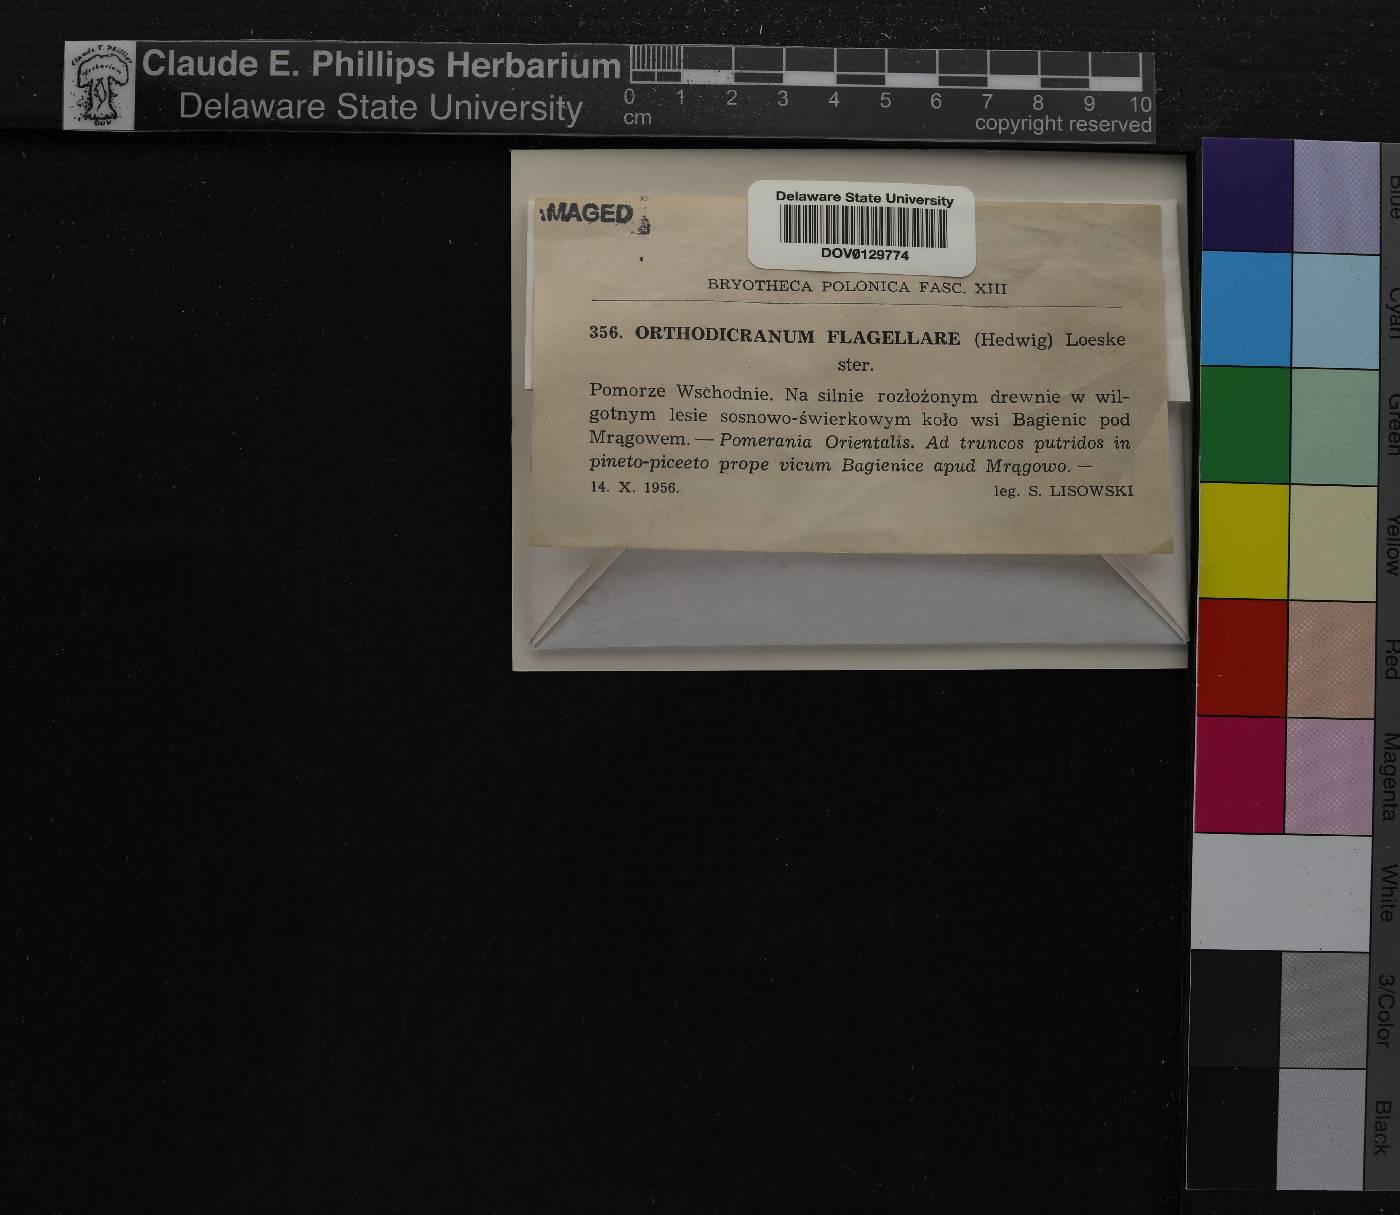 Claude E. Phillips Herbarium
Delaware State University
0 1 2 3 4 5 6 7 8 9 10
cm
copyright reserved
IMAGED
Delaware State University
DOV0129774
BRYOTHECA POLONICA FASC. XIII
356. ORTHODICRANUM FLAGELLARE (Hedwig) Loeske
ster.
Pomorze Wschodnie. Na silnie rozłożonym drewnie w wil-
gotnym lesie sosnowo-świerkowym koło wsi Bagienic pod
Mrągowem. — Pomerania Orientalis. Ad truncos putridos in
pineto-piceeto prope vicum Bagienice apud Mrągowo. —
14. X. 1956. leg. S. LISOWSKI
Blue
Cyan
Green
Yellow
Red
Magenta
White
3/Color
Black